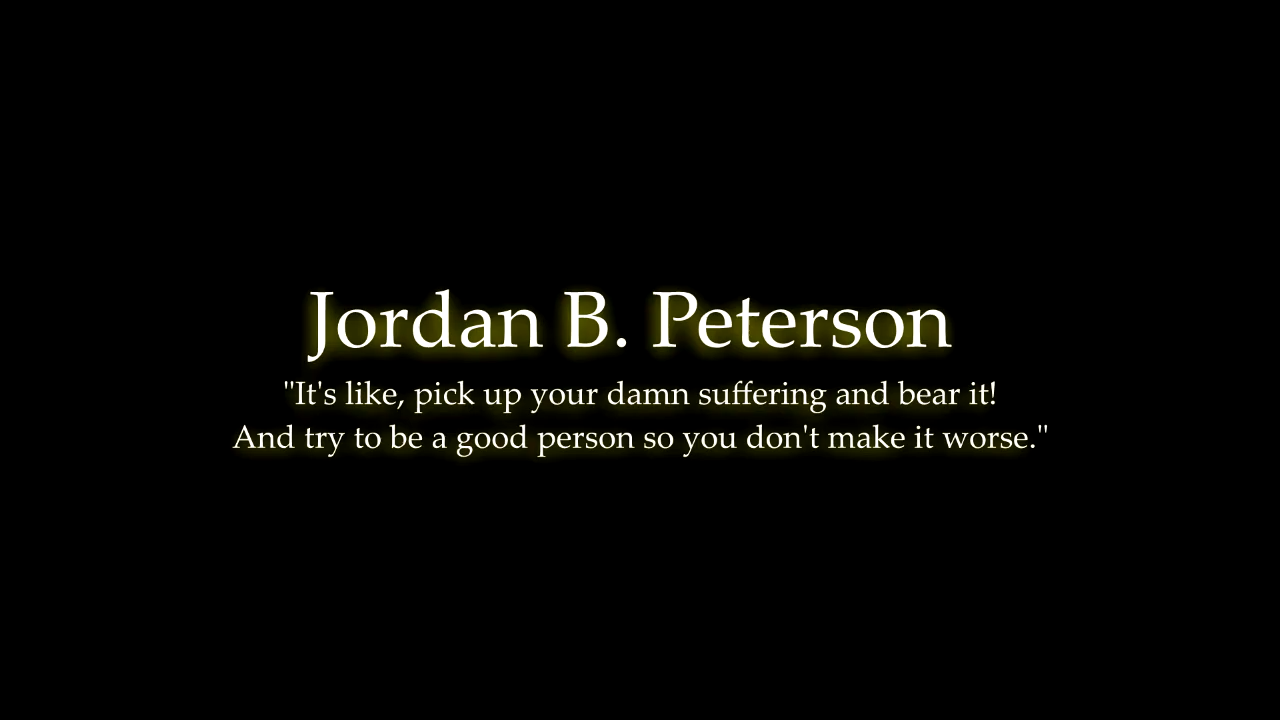 Jordan B. Peterson
"It's like, pick up your damn suffering and bear it!
And try to be a good person so you don't make it worse."